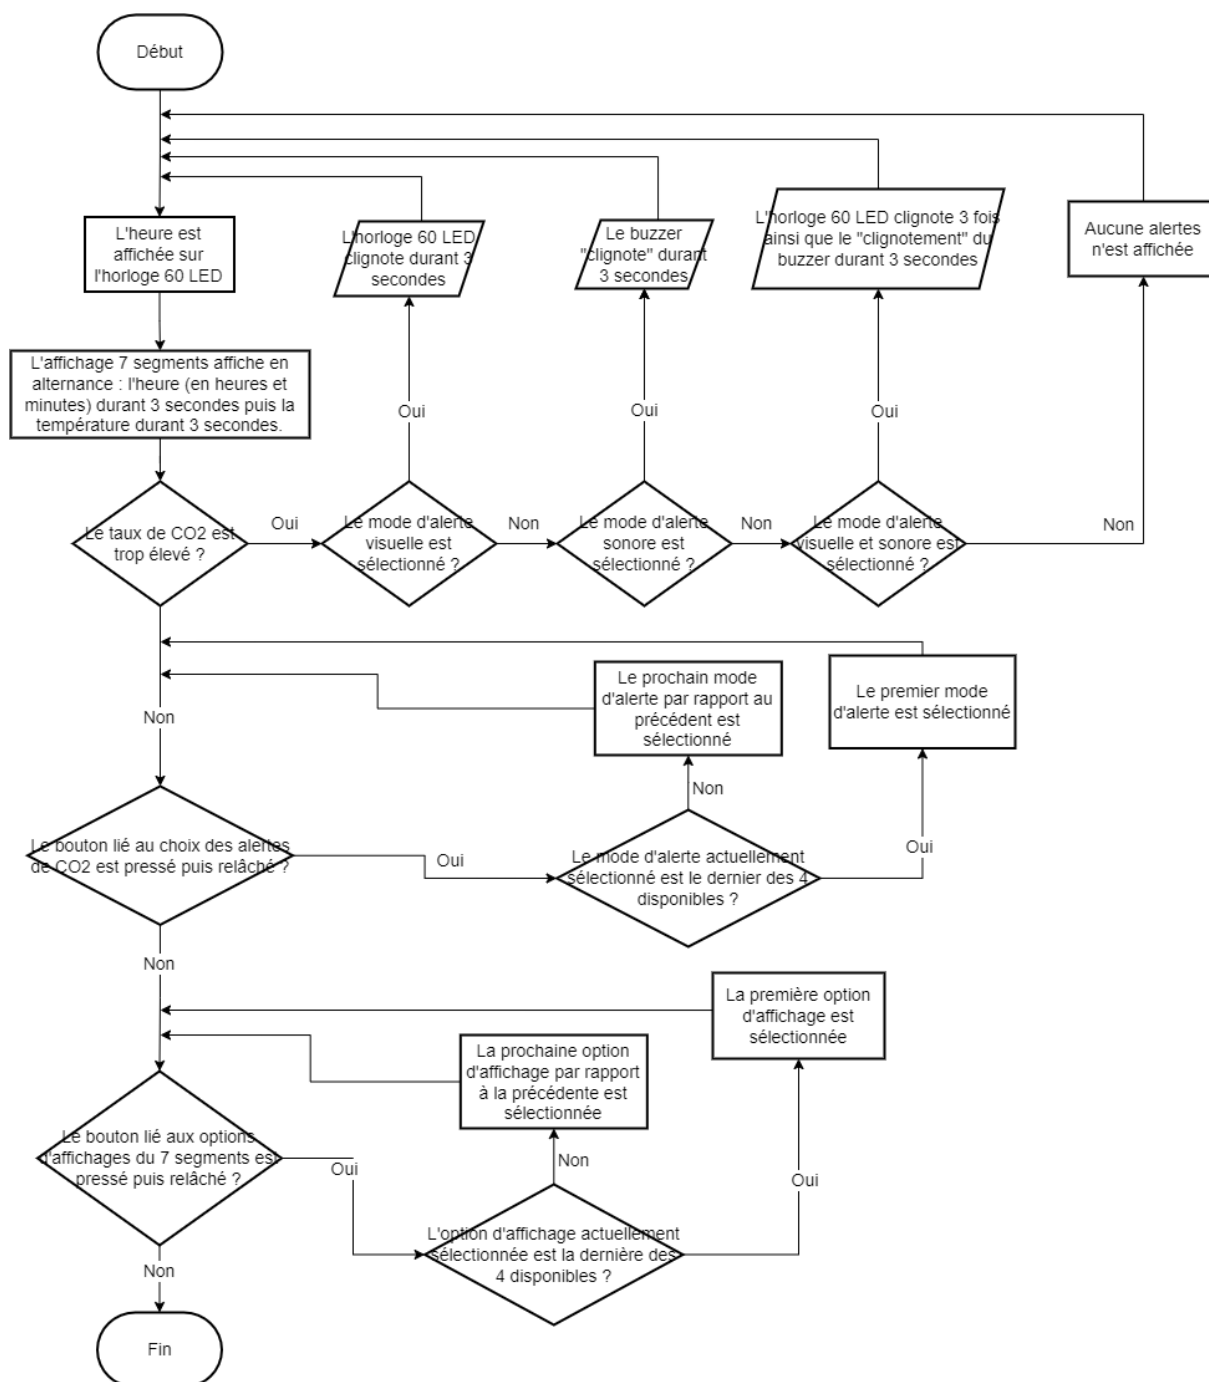 Début
L'heure est
affichée sur
l'horloge 60 LED
L'horloge 60 LED
clignote durant 3
secondes
Le buzzer
"clignote" durant
3 secondes
L'horloge 60 LED clignote 3 fois
ainsi que le "clignotement" du
buzzer durant 3 secondes
Aucune alertes
n'est affichée
L'affichage 7 segments affiche en
alternance : l'heure (en heures et
minutes) durant 3 secondes puis la
température durant 3 secondes.
Oui
Oui
Oui
Le taux de CO2 est
trop élevé ?
Oui
Le mode d'alerte
visuelle est
sélectionné ?
Non
Le mode d'alerte
sonore est
sélectionné ?
Non
Le mode d'alerte
visuelle et sonore est
sélectionné ?
Non
Non
Le prochain mode
d'alerte par rapport au
précédent est
sélectionné
Le premier mode
d'alerte est sélectionné
Non
Oui
Le bouton lié au choix des alertes
de CO2 est pressé puis relâché ?
Oui
Le mode d'alerte actuellement
sélectionné est le dernier des 4
disponibles ?
Non
La première option
d'affichage est
sélectionnée
La prochaine option
d'affichage par rapport
à la précédente est
sélectionnée
Le bouton lié aux options
d'affichages du 7 segments est
pressé puis relâché ?
Oui
Non
Oui
L'option d'affichage actuellement
sélectionnée est la dernière des
4 disponibles ?
Non
Fin